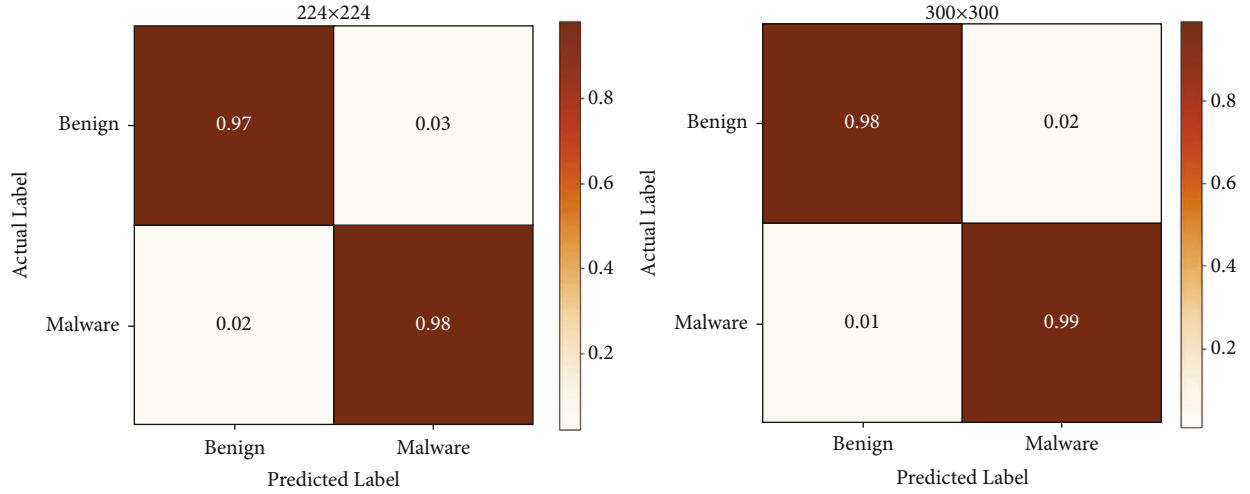 224×224
Actual Label
Benign
0.97
0.03
Malware
0.02
0.98
Benign
Malware
Predicted Label
0.8
0.6
0.4
0.2
300×300
Actual Label
Benign
0.98
0.02
Malware
0.01
0.99
Benign
Malware
Predicted Label
0.8
0.6
0.4
0.2